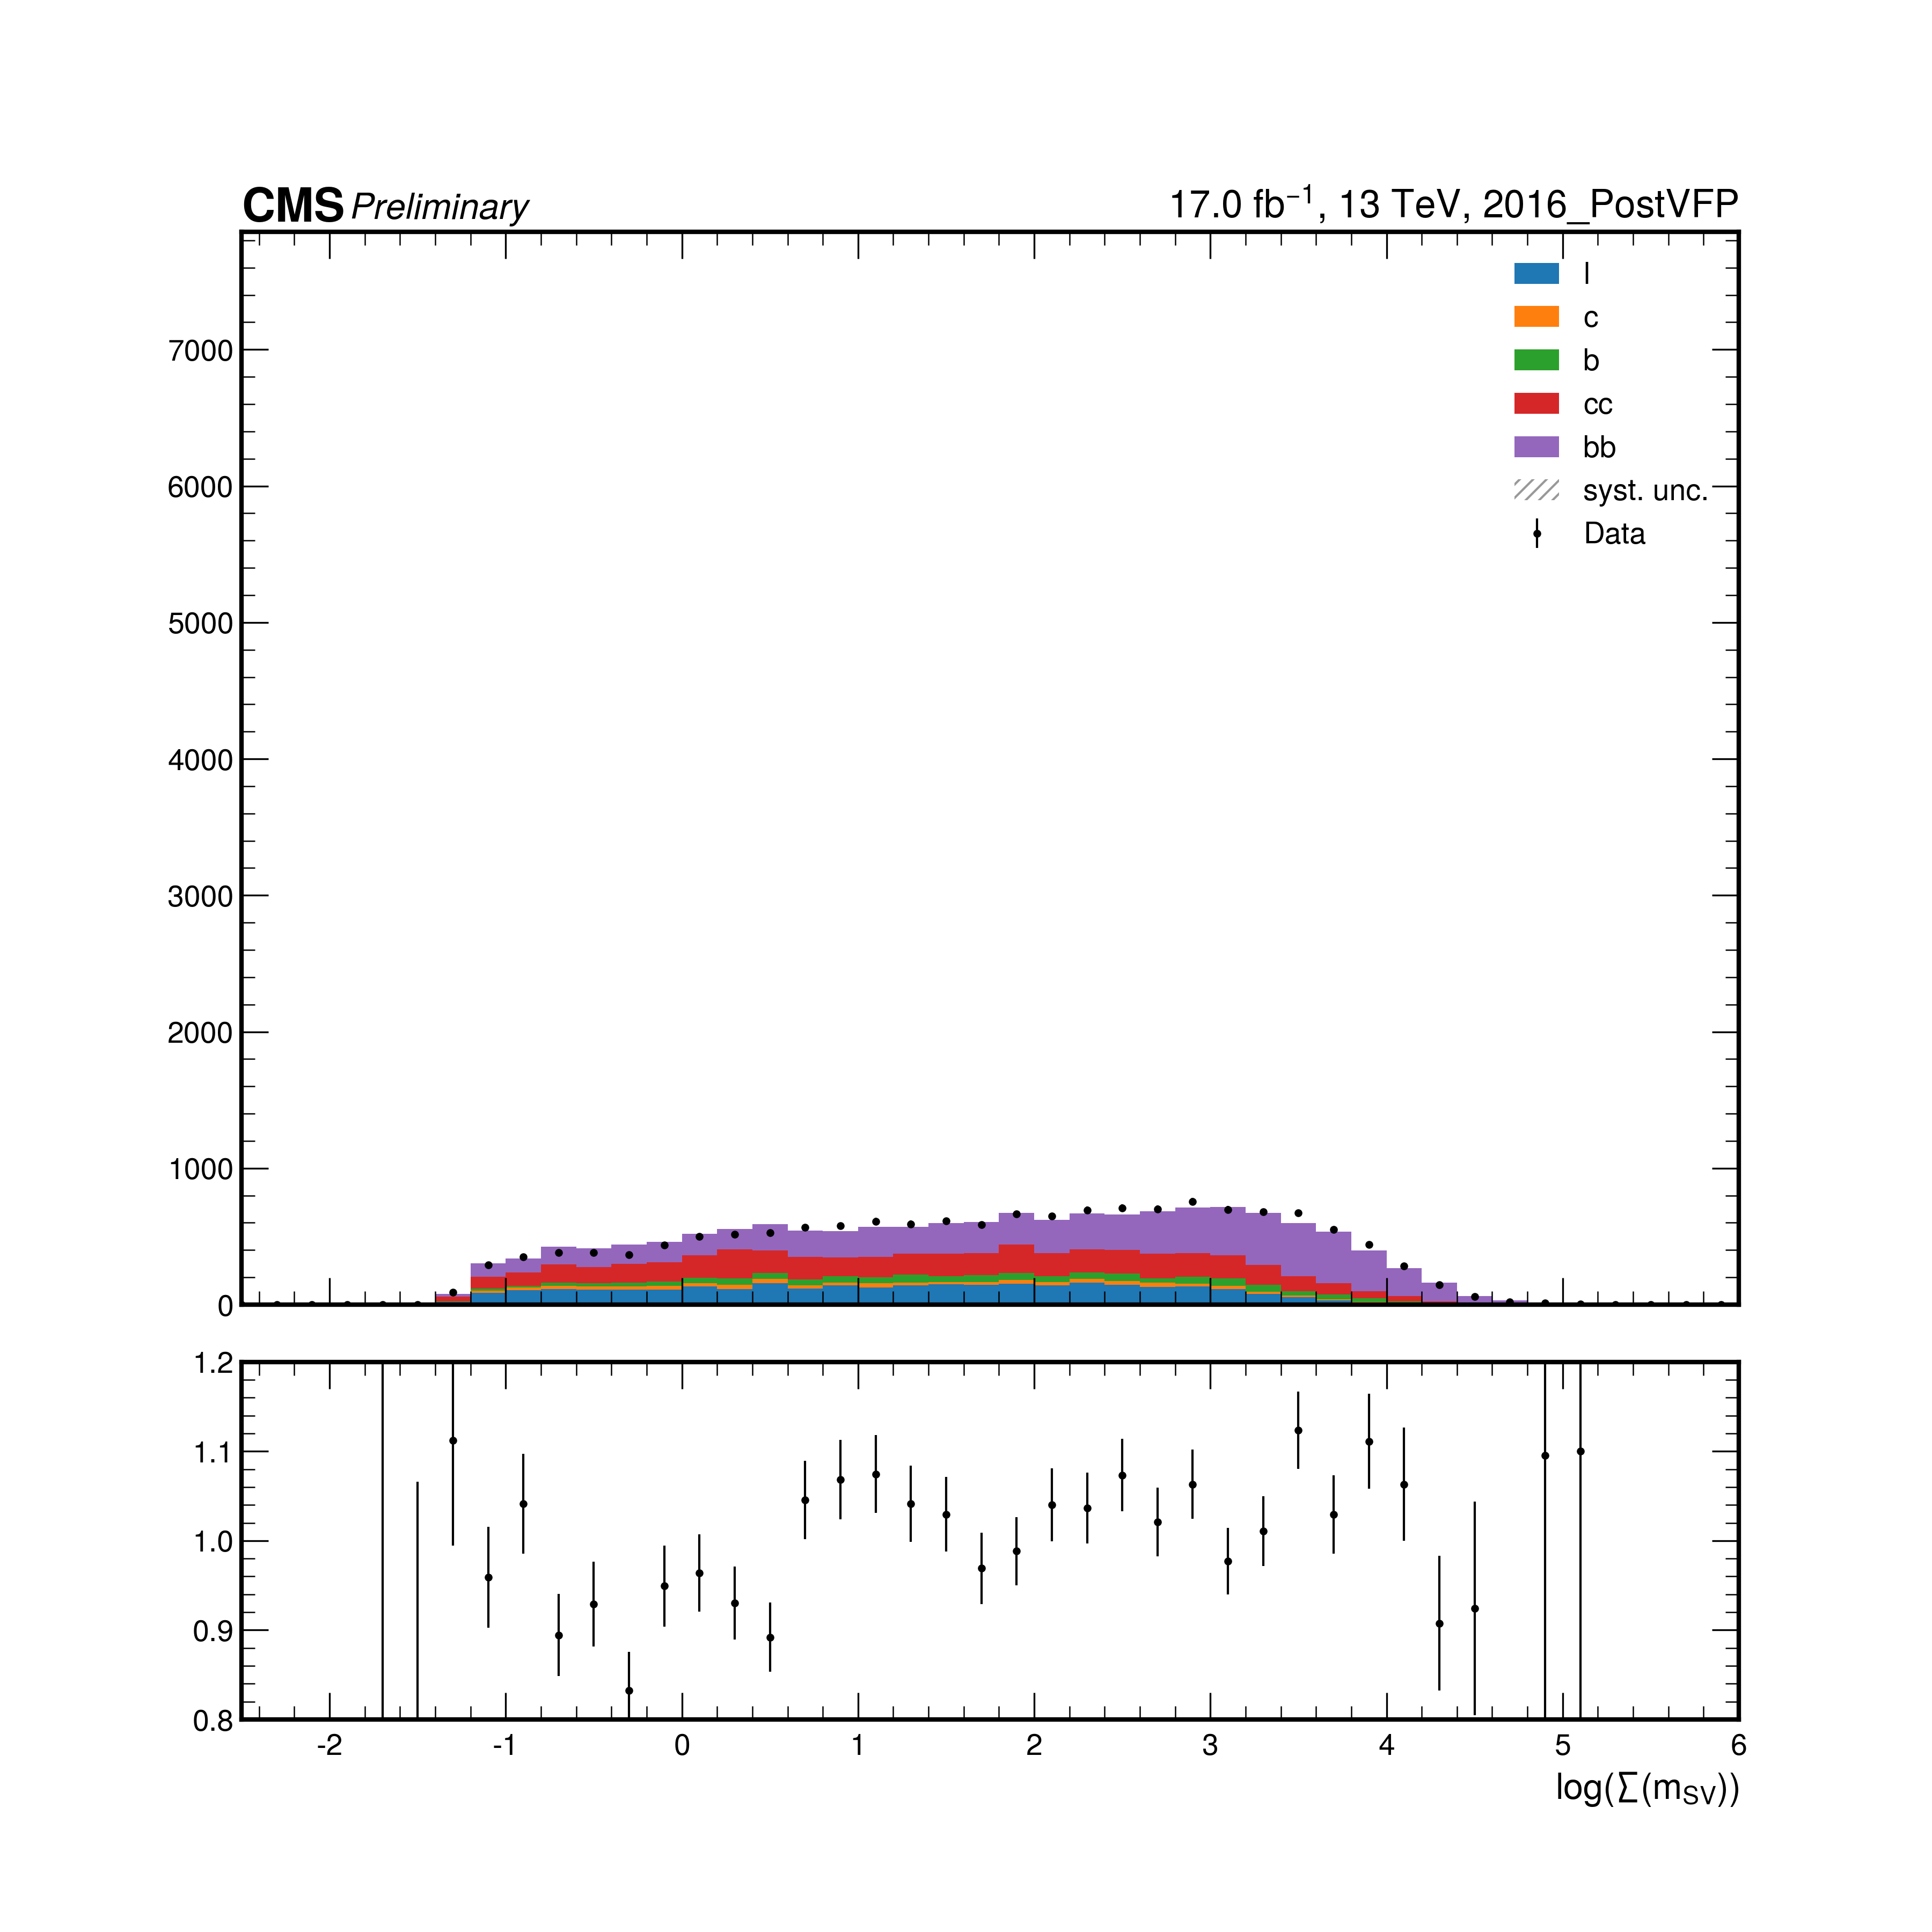 CMS Preliminary
17.0 fb⁻¹, 13 TeV, 2016_PostVFP
l
c
b
cc
bb
syst. unc.
Data
7000
6000
5000
4000
3000
2000
1000
0
1.2
1.1
1.0
0.9
0.8
-2 -1 0 1 2 3 4 5 6
log(Σ(m_SV))